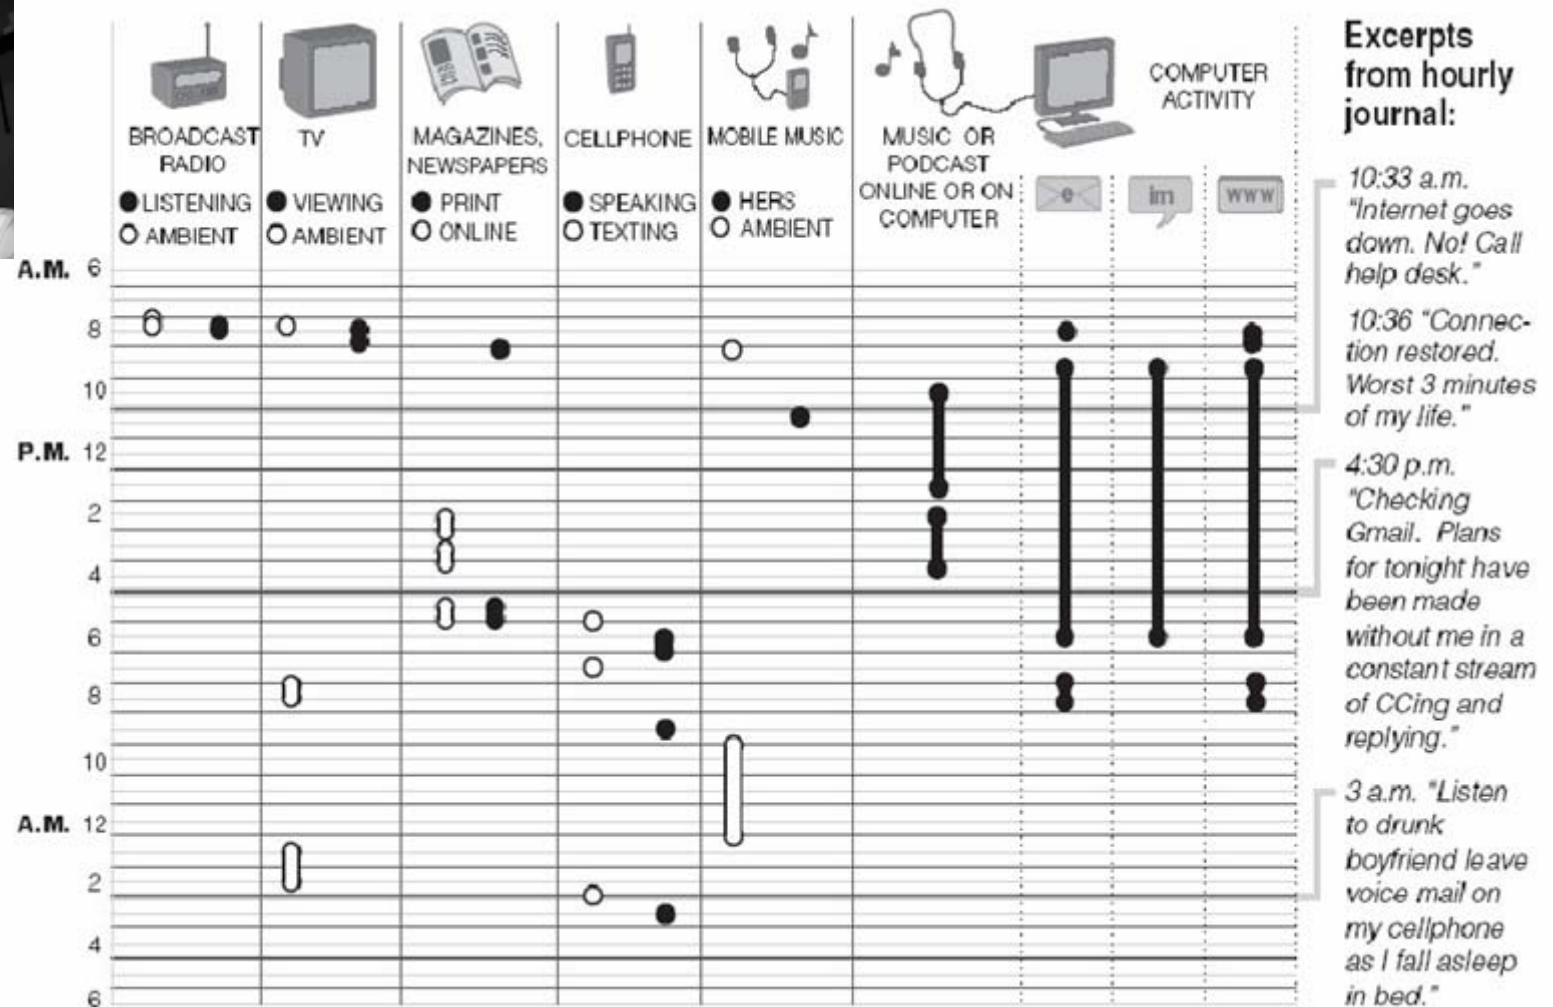 BROADCAST
RADIO
LISTENING
AMBIENT
TV
VIEWING
AMBIENT
MAGAZINES,
NEWSPAPERS
PRINT
ONLINE
CELLPHONE
SPEAKING
TEXTING
MOBILE MUSIC
HERS
AMBIENT
MUSIC OR
PODCAST
ONLINE OR ON
COMPUTER
COMPUTER
ACTIVITY
e
im
www
A.M. 6
8
10
P.M. 12
2
4
6
8
10
A.M. 12
2
4
6
Excerpts
from hourly
journal:
10:33 a.m.
“Internet goes
down. No! Call
help desk.”
10:36 “Connec-
tion restored.
Worst 3 minutes
of my life.”
4:30 p.m.
“Checking
Gmail. Plans
for tonight have
been made
without me in a
constant stream
of CCing and
replying.”
3 a.m. “Listen
to drunk
boyfriend leave
voice mail on
my cellphone
as I fall asleep
in bed.”